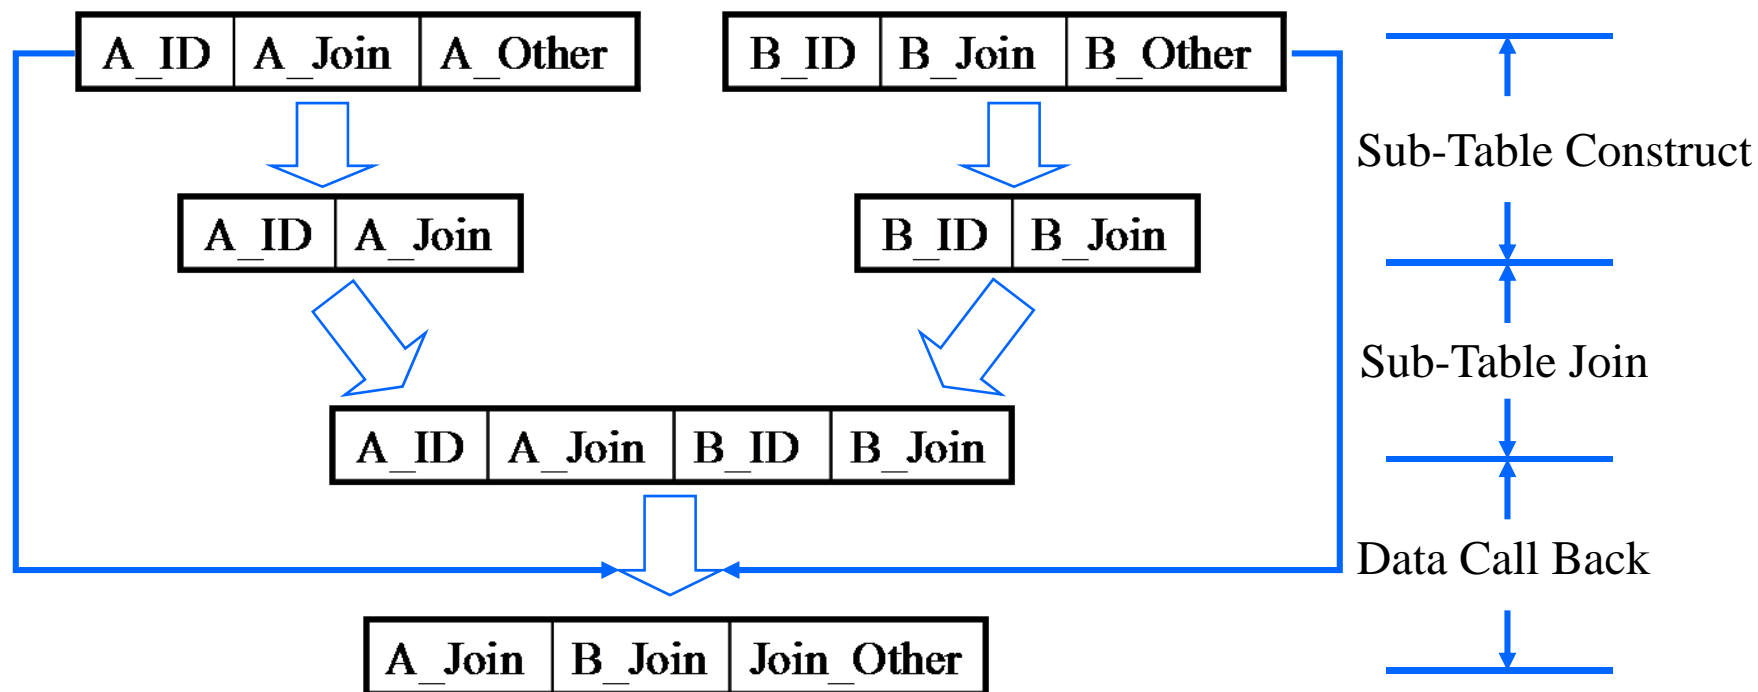 A_ID A_Join A_Other
B_ID B_Join B_Other
Sub-Table Construct
A_ID A_Join
B_ID B_Join
Sub-Table Join
A_ID A_Join B_ID B_Join
Data Call Back
A_Join B_Join Join_Other